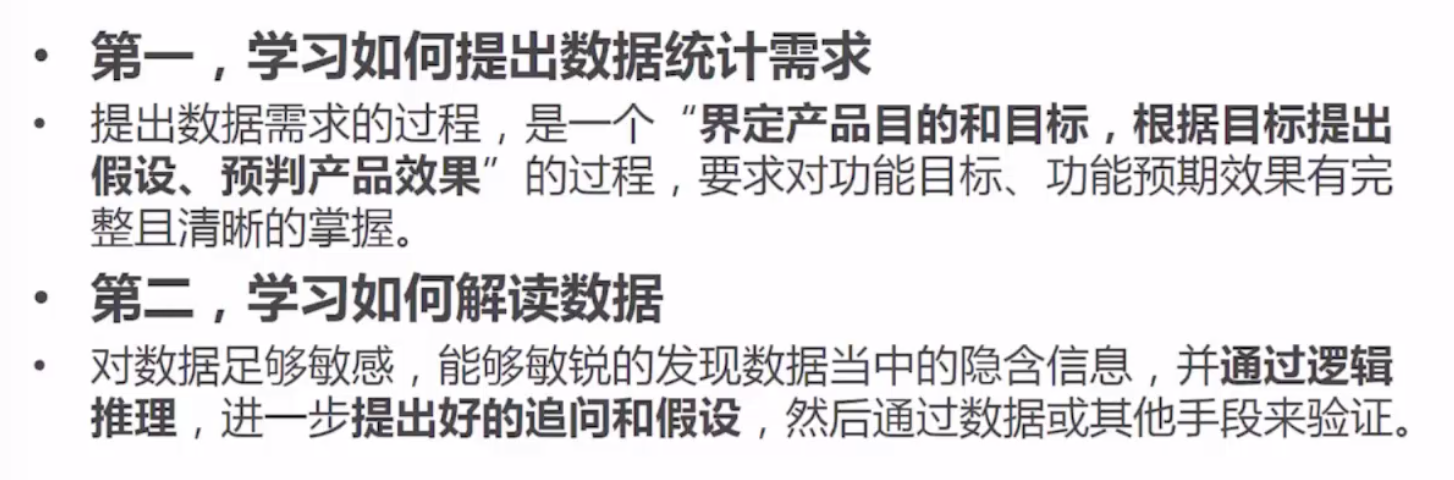 • 第一，学习如何提出数据统计需求
• 提出数据需求的过程，是一个“界定产品目的和目标，根据目标提出
假设、预判产品效果”的过程，要求对功能目标、功能预期效果有完
整且清晰的掌握。
• 第二，学习如何解读数据
• 对数据足够敏感，能够敏锐的发现数据当中的隐含信息，并通过逻辑
推理，进一步提出好的追问和假设，然后通过数据或其他手段来验证。